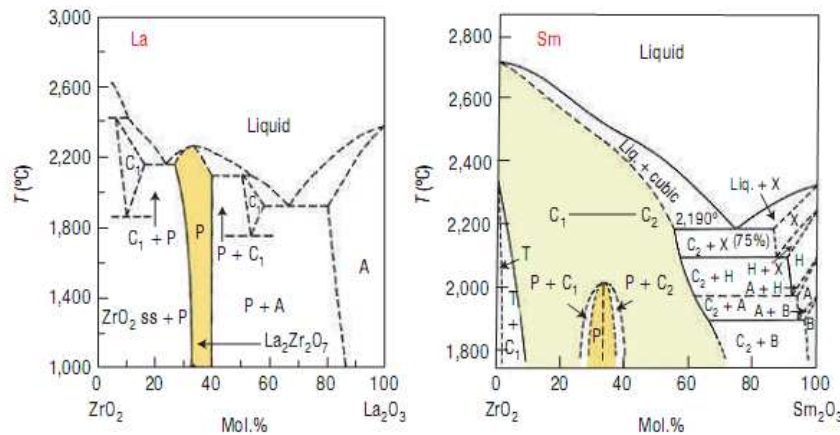 La
3,000
2,600
2,200
1,800
1,400
1,000
T (ºC)
Liquid
C₁
C₁
P
C₁ + P
P + C₁
A
ZrO₂ ss + P
P + A
La₂Zr₂O₇
0 20 40 60 80 100
ZrO₂ Mol.% La₂O₃
Sm
2,800
2,600
2,400
2,200
2,000
1,800
T (ºC)
Liquid
Liq. + cubic
Liq. + X
C₁ C₂
2,190º
X
C₂ + X (75%)
T
H
H + X
C₂ + H
A + H
P + C₁ P + C₂
A
C₂ + A
A + B
B
T + C₁
P
C₂ + B
0 20 40 60 80 100
ZrO₂ Mol.% Sm₂O₃